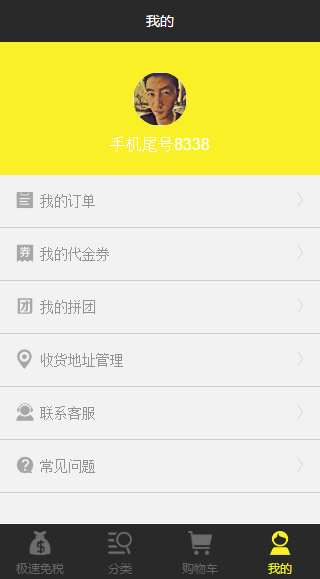 我的
手机尾号8338
我的订单
券 我的代金券
团 我的拼团
收货地址管理
联系客服
? 常见问题
$
极速免税 分类 购物车 我的